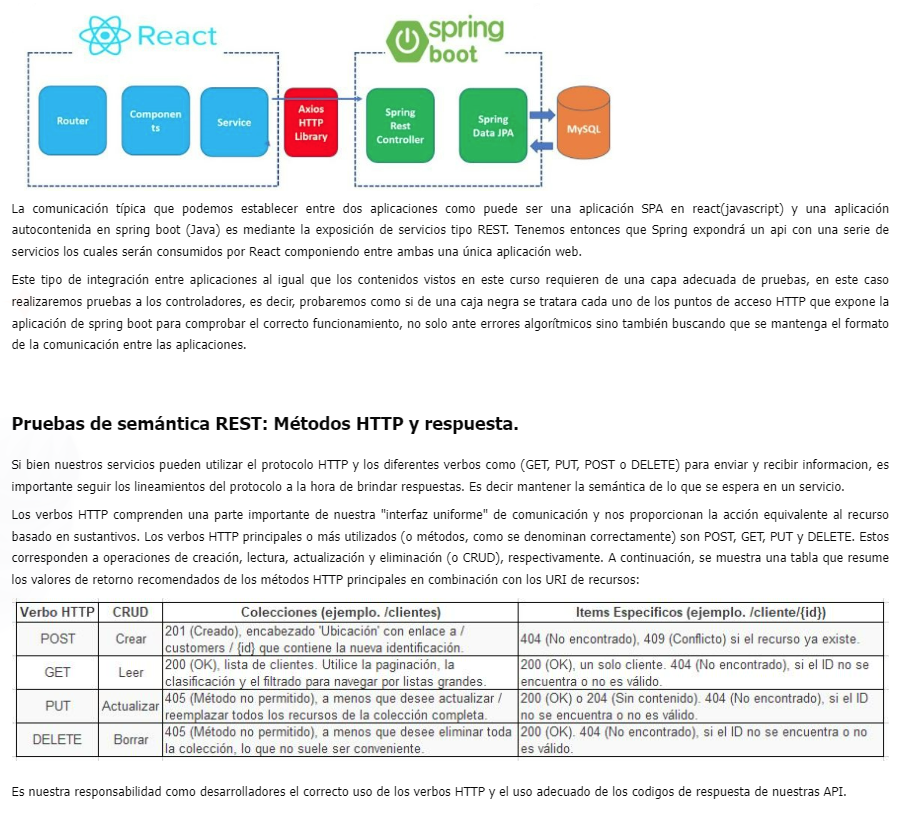 React
spring
boot
Router
Componen
ts
Service
Axios
HTTP
Library
Spring
Rest
Controller
Spring
Data JPA
MySQL
La comunicación típica que podemos establecer entre dos aplicaciones como puede ser una aplicación SPA en react(javascript) y una aplicación
autocontenida en spring boot (Java) es mediante la exposición de servicios tipo REST. Tenemos entonces que Spring expondrá un api con una serie de
servicios los cuales serán consumidos por React componiendo entre ambas una única aplicación web.
Este tipo de integración entre aplicaciones al igual que los contenidos vistos en este curso requieren de una capa adecuada de pruebas, en este caso
realizaremos pruebas a los controladores, es decir, probaremos como si de una caja negra se tratara cada uno de los puntos de acceso HTTP que expone la
aplicación de spring boot para comprobar el correcto funcionamiento, no solo ante errores algorítmicos sino también buscando que se mantenga el formato
de la comunicación entre las aplicaciones.
Pruebas de semántica REST: Métodos HTTP y respuesta.
Si bien nuestros servicios pueden utilizar el protocolo HTTP y los diferentes verbos como (GET, PUT, POST o DELETE) para enviar y recibir informacion, es
importante seguir los lineamientos del protocolo a la hora de brindar respuestas. Es decir mantener la semántica de lo que se espera en un servicio.
Los verbos HTTP comprenden una parte importante de nuestra "interfaz uniforme" de comunicación y nos proporcionan la acción equivalente al recurso
basado en sustantivos. Los verbos HTTP principales o más utilizados (o métodos, como se denominan correctamente) son POST, GET, PUT y DELETE. Estos
corresponden a operaciones de creación, lectura, actualización y eliminación (o CRUD), respectivamente. A continuación, se muestra una tabla que resume
los valores de retorno recomendados de los métodos HTTP principales en combinación con los URI de recursos:
Verbo HTTP CRUD Colecciones (ejemplo. /clientes) Items Especificos (ejemplo. /cliente/{id})
POST Crear 201 (Creado), encabezado 'Ubicación' con enlace a /
customers / {id} que contiene la nueva identificación. 404 (No encontrado), 409 (Conflicto) si el recurso ya existe.
GET Leer 200 (OK), lista de clientes. Utilice la paginación, la
clasificación y el filtrado para navegar por listas grandes. 200 (OK), un solo cliente. 404 (No encontrado), si el ID no se
encuentra o no es válido.
PUT Actualizar 405 (Método no permitido), a menos que desee actualizar /
reemplazar todos los recursos de la colección completa. 200 (OK) o 204 (Sin contenido). 404 (No encontrado), si el ID
no se encuentra o no es válido.
DELETE Borrar 405 (Método no permitido), a menos que desee eliminar toda
la colección, lo que no suele ser conveniente. 200 (OK). 404 (No encontrado), si el ID no se encuentra o no
es válido.
Es nuestra responsabilidad como desarrolladores el correcto uso de los verbos HTTP y el uso adecuado de los codigos de respuesta de nuestras API.